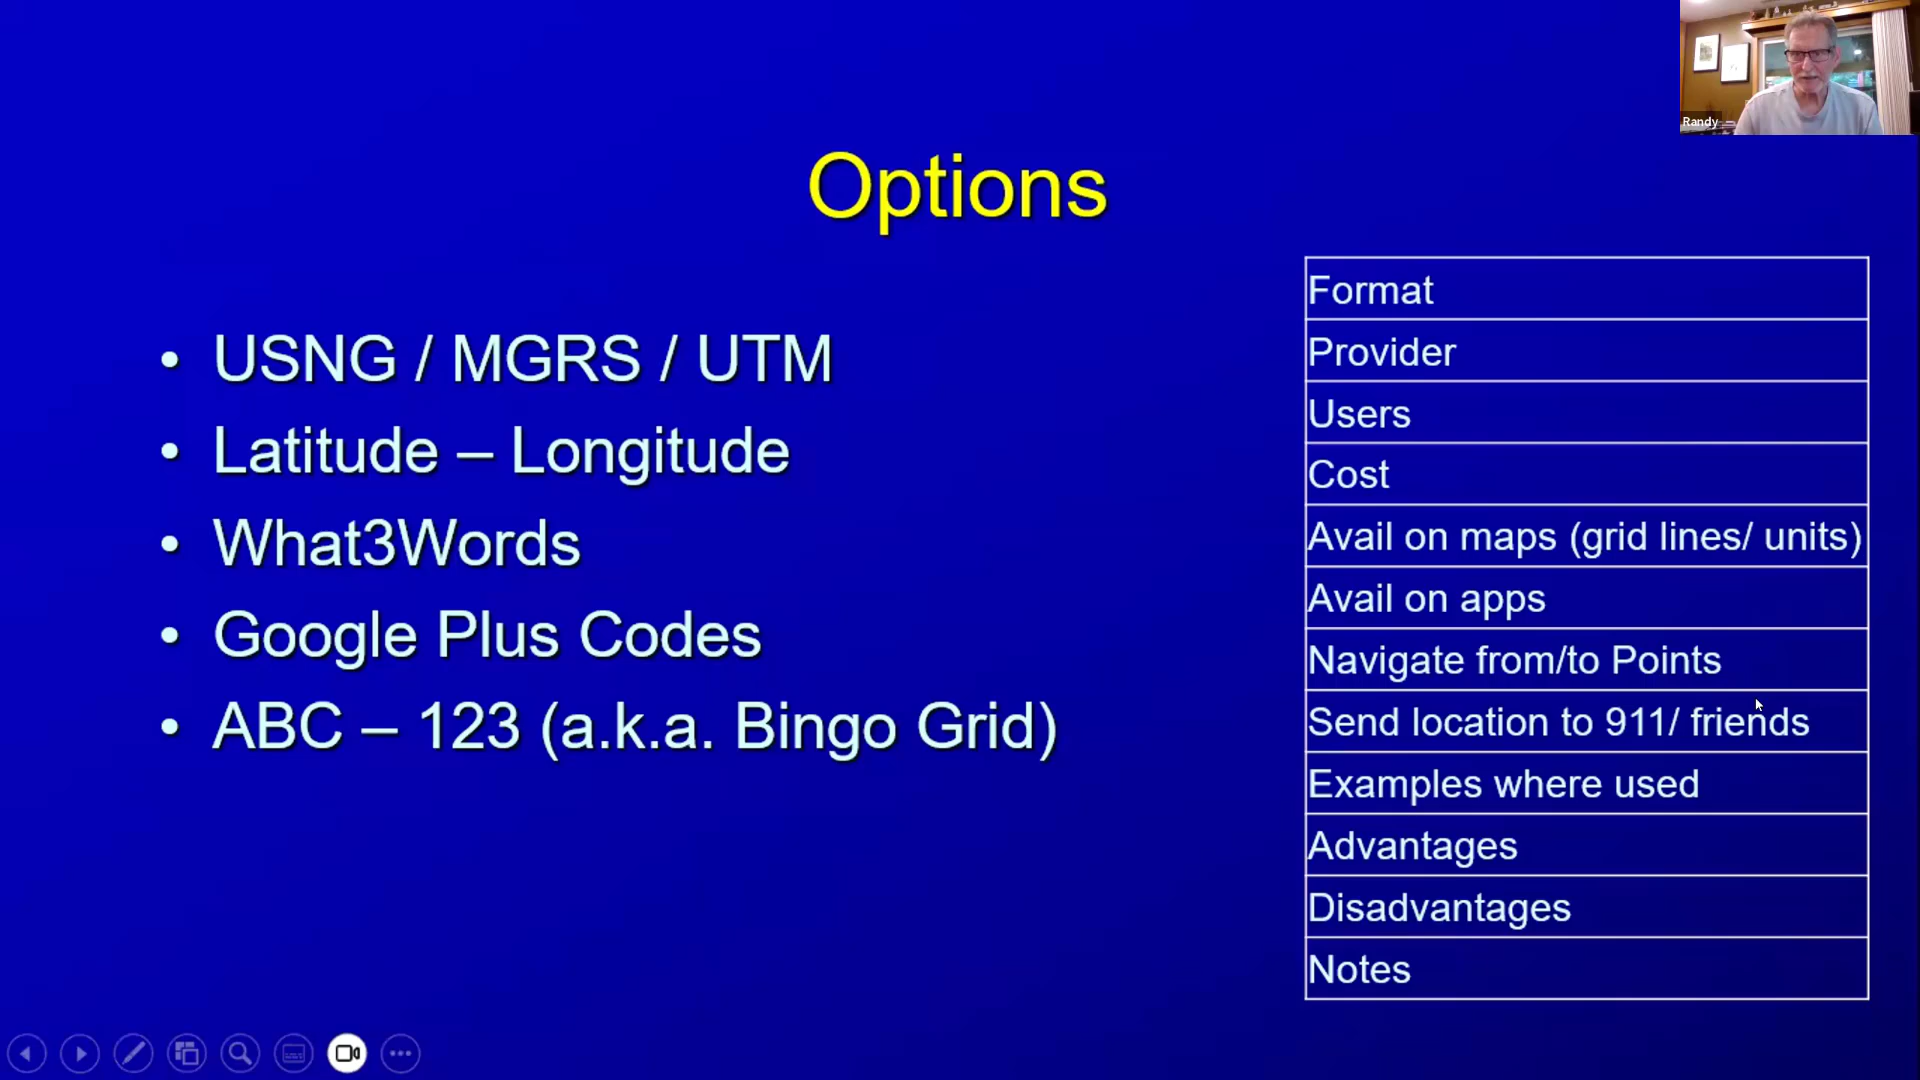 Randy
Options
• USNG / MGRS / UTM
• Latitude – Longitude
• What3Words
• Google Plus Codes
• ABC – 123 (a.k.a. Bingo Grid)
Format
Provider
Users
Cost
Avail on maps (grid lines/ units)
Avail on apps
Navigate from/to Points
Send location to 911/ friends
Examples where used
Advantages
Disadvantages
Notes